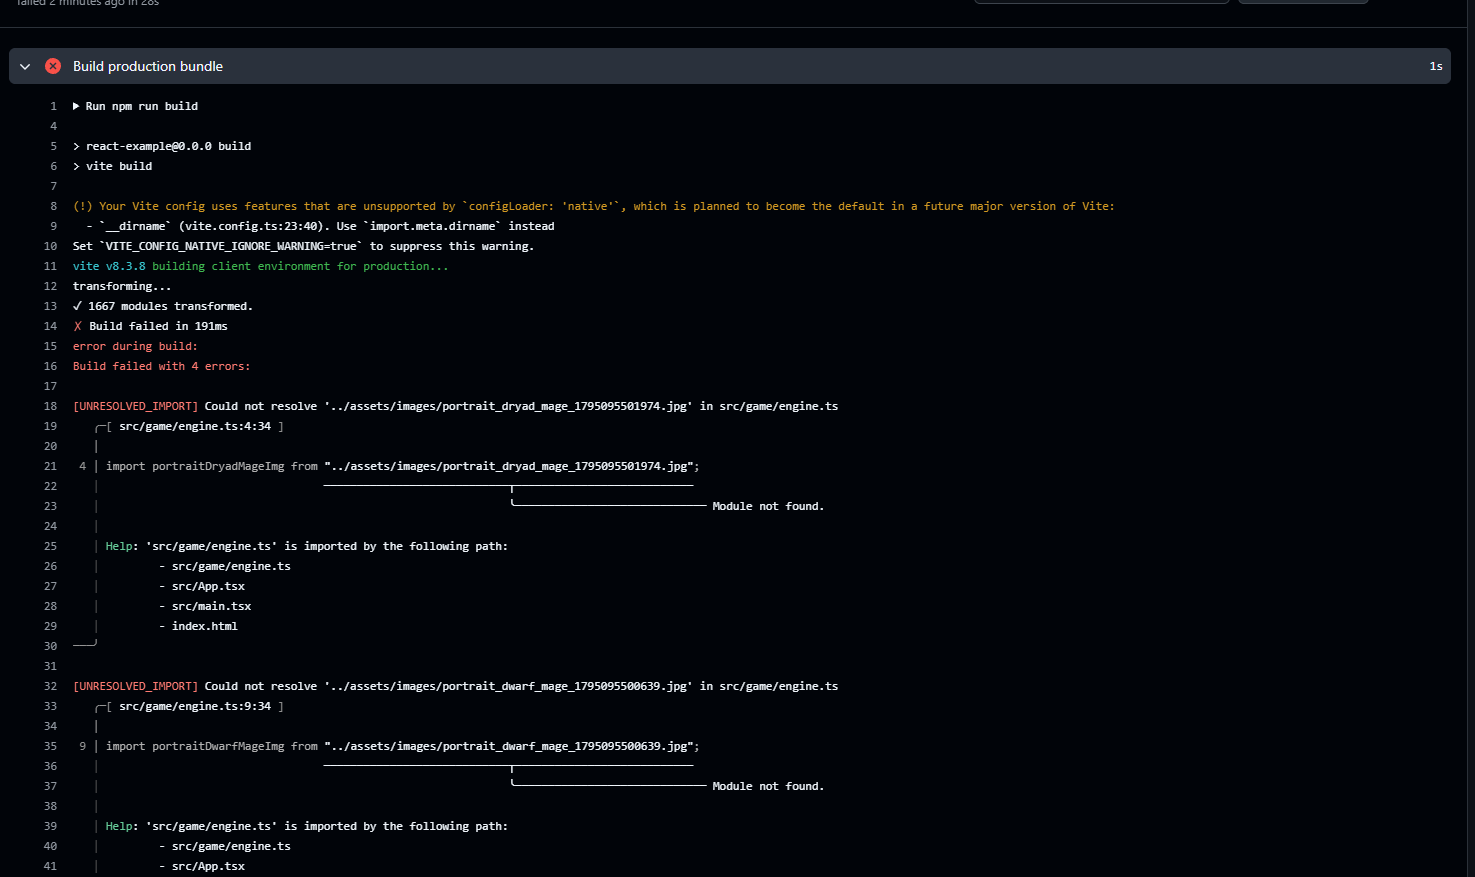 failed 2 minutes ago in 28s
Build production bundle 1s
1 Run npm run build
4
5 > react-example@0.0.0 build
6 > vite build
7
8 (!) Your Vite config uses features that are unsupported by `configLoader: 'native'`, which is planned to become the default in a future major version of Vite:
9 - `__dirname` (vite.config.ts:23:40). Use `import.meta.dirname` instead
10 Set `VITE_CONFIG_NATIVE_IGNORE_WARNING=true` to suppress this warning.
11 vite v8.3.8 building client environment for production...
12 transforming...
13 ✓ 1667 modules transformed.
14 ✗ Build failed in 191ms
15 error during build:
16 Build failed with 4 errors:
17
18 [UNRESOLVED_IMPORT] Could not resolve '../assets/images/portrait_dryad_mage_1795095501974.jpg' in src/game/engine.ts
19 ╭─[ src/game/engine.ts:4:34 ]
20 │
21 4 │ import portraitDryadMageImg from "../assets/images/portrait_dryad_mage_1795095501974.jpg";
22 │
23 │ Module not found.
24 │
25 │ Help: 'src/game/engine.ts' is imported by the following path:
26 │ - src/game/engine.ts
27 │ - src/App.tsx
28 │ - src/main.tsx
29 │ - index.html
30 ───╯
31
32 [UNRESOLVED_IMPORT] Could not resolve '../assets/images/portrait_dwarf_mage_1795095500639.jpg' in src/game/engine.ts
33 ╭─[ src/game/engine.ts:9:34 ]
34 │
35 9 │ import portraitDwarfMageImg from "../assets/images/portrait_dwarf_mage_1795095500639.jpg";
36 │
37 │ Module not found.
38 │
39 │ Help: 'src/game/engine.ts' is imported by the following path:
40 │ - src/game/engine.ts
41 │ - src/App.tsx